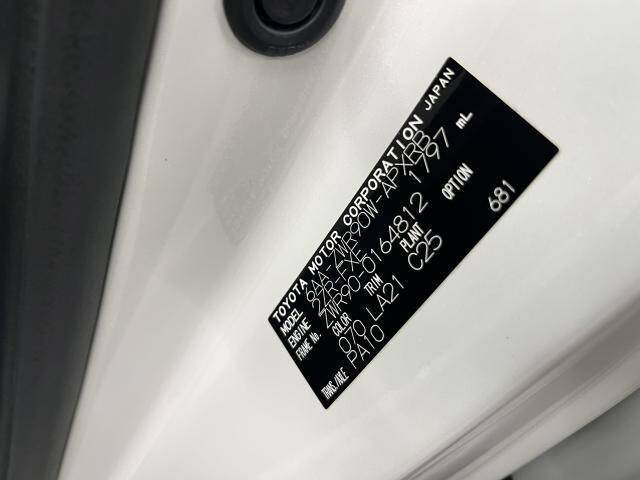 TOYOTA MOTOR CORPORATION JAPAN
MODEL 6AA-ZWR90W-APXRB
ENGINE 2ZR-FXE 1797 mL
FRAME No. ZWR90-0164812
COLOR TRIM PLANT OPTION
070 LA21 C25 681
TRANS./AXLE PA10